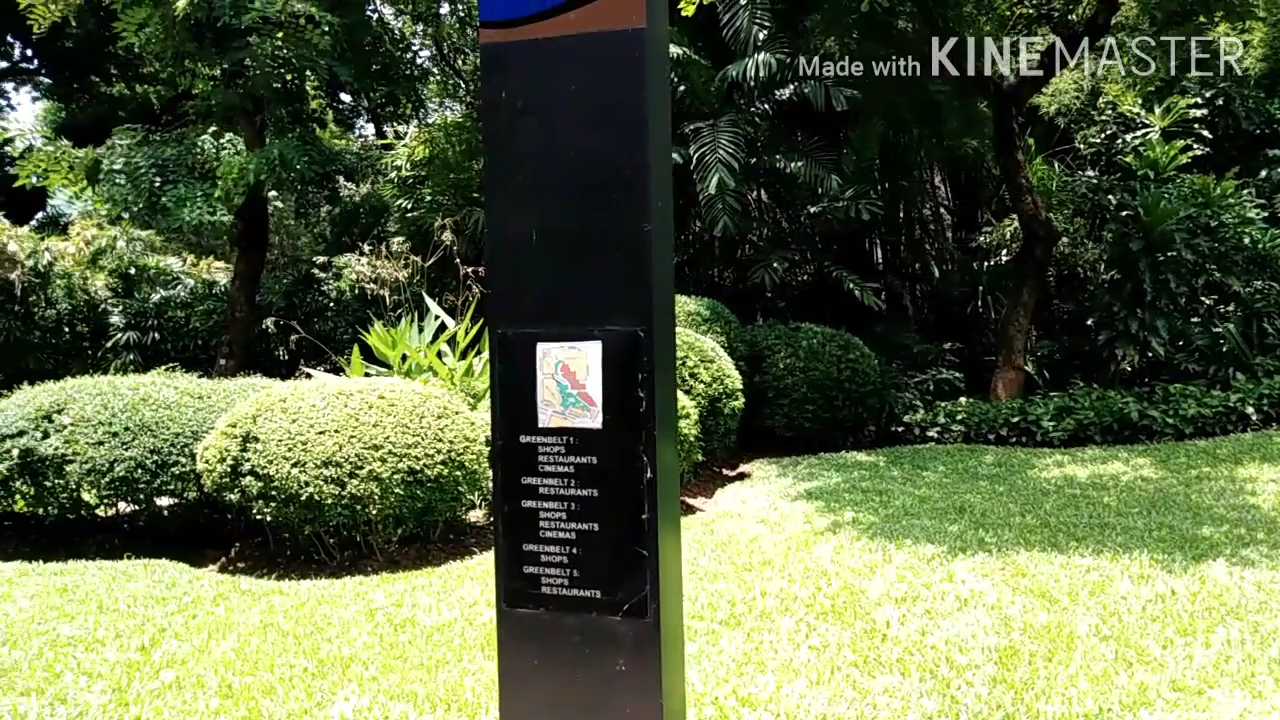 Made with KINEMASTER
GREENBELT 1 :
SHOPS
RESTAURANTS
CINEMAS
GREENBELT 2 :
RESTAURANTS
GREENBELT 3 :
SHOPS
RESTAURANTS
CINEMAS
GREENBELT 4 :
SHOPS
GREENBELT 5:
SHOPS
RESTAURANTS